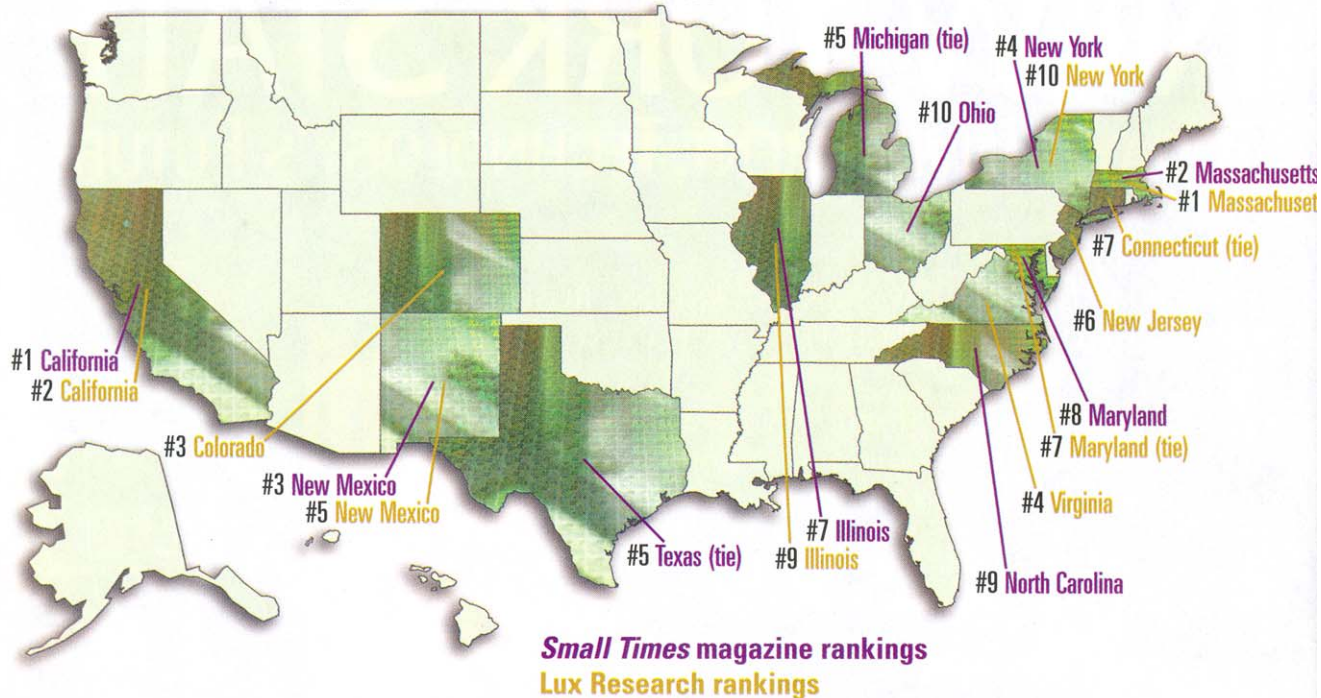 #5 Michigan (tie)
#4 New York
#10 New York
#10 Ohio
#2 Massachusetts
#1 Massachuset
#7 Connecticut (tie)
#6 New Jersey
#1 California
#2 California
#8 Maryland
#3 Colorado
#7 Maryland (tie)
#3 New Mexico
#5 New Mexico
#4 Virginia
#7 Illinois
#5 Texas (tie)
#9 Illinois
#9 North Carolina
Small Times magazine rankings
Lux Research rankings